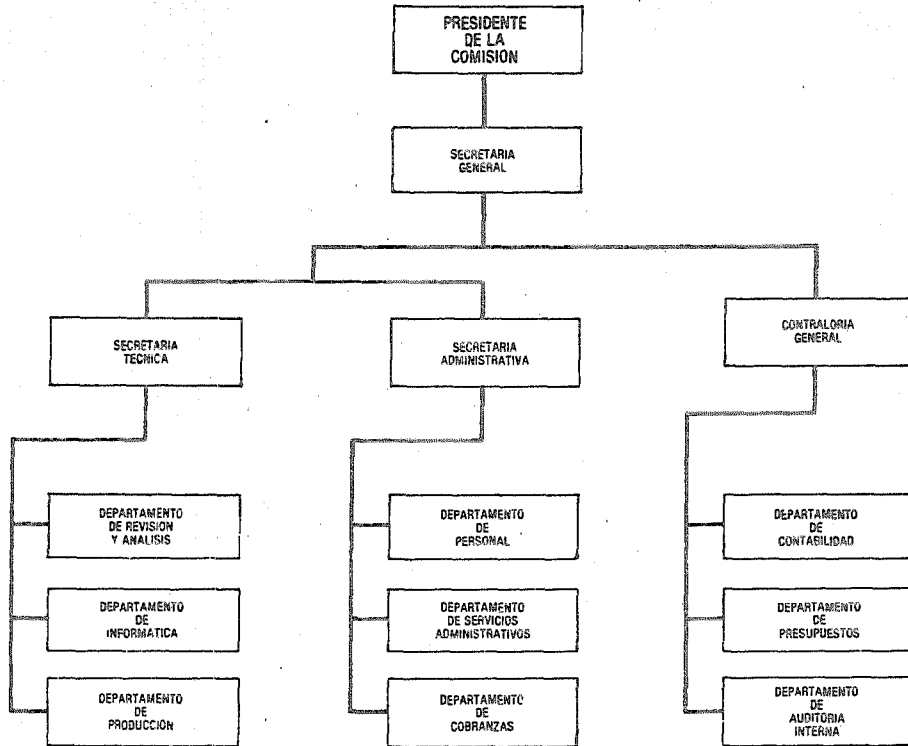 PRESIDENTE
DE LA
COMISION
SECRETARIA
GENERAL
SECRETARIA
TECNICA
SECRETARIA
ADMINISTRATIVA
CONTRALORIA
GENERAL
DEPARTAMENTO
DE REVISION
Y ANALISIS
DEPARTAMENTO
DE
INFORMATICA
DEPARTAMENTO
DE
PRODUCCION
DEPARTAMENTO
DE
PERSONAL
DEPARTAMENTO
DE SERVICIOS
ADMINISTRATIVOS
DEPARTAMENTO
DE
COBRANZAS
DEPARTAMENTO
DE
CONTABILIDAD
DEPARTAMENTO
DE
PRESUPUESTOS
DEPARTAMENTO
DE
AUDITORIA
INTERNA